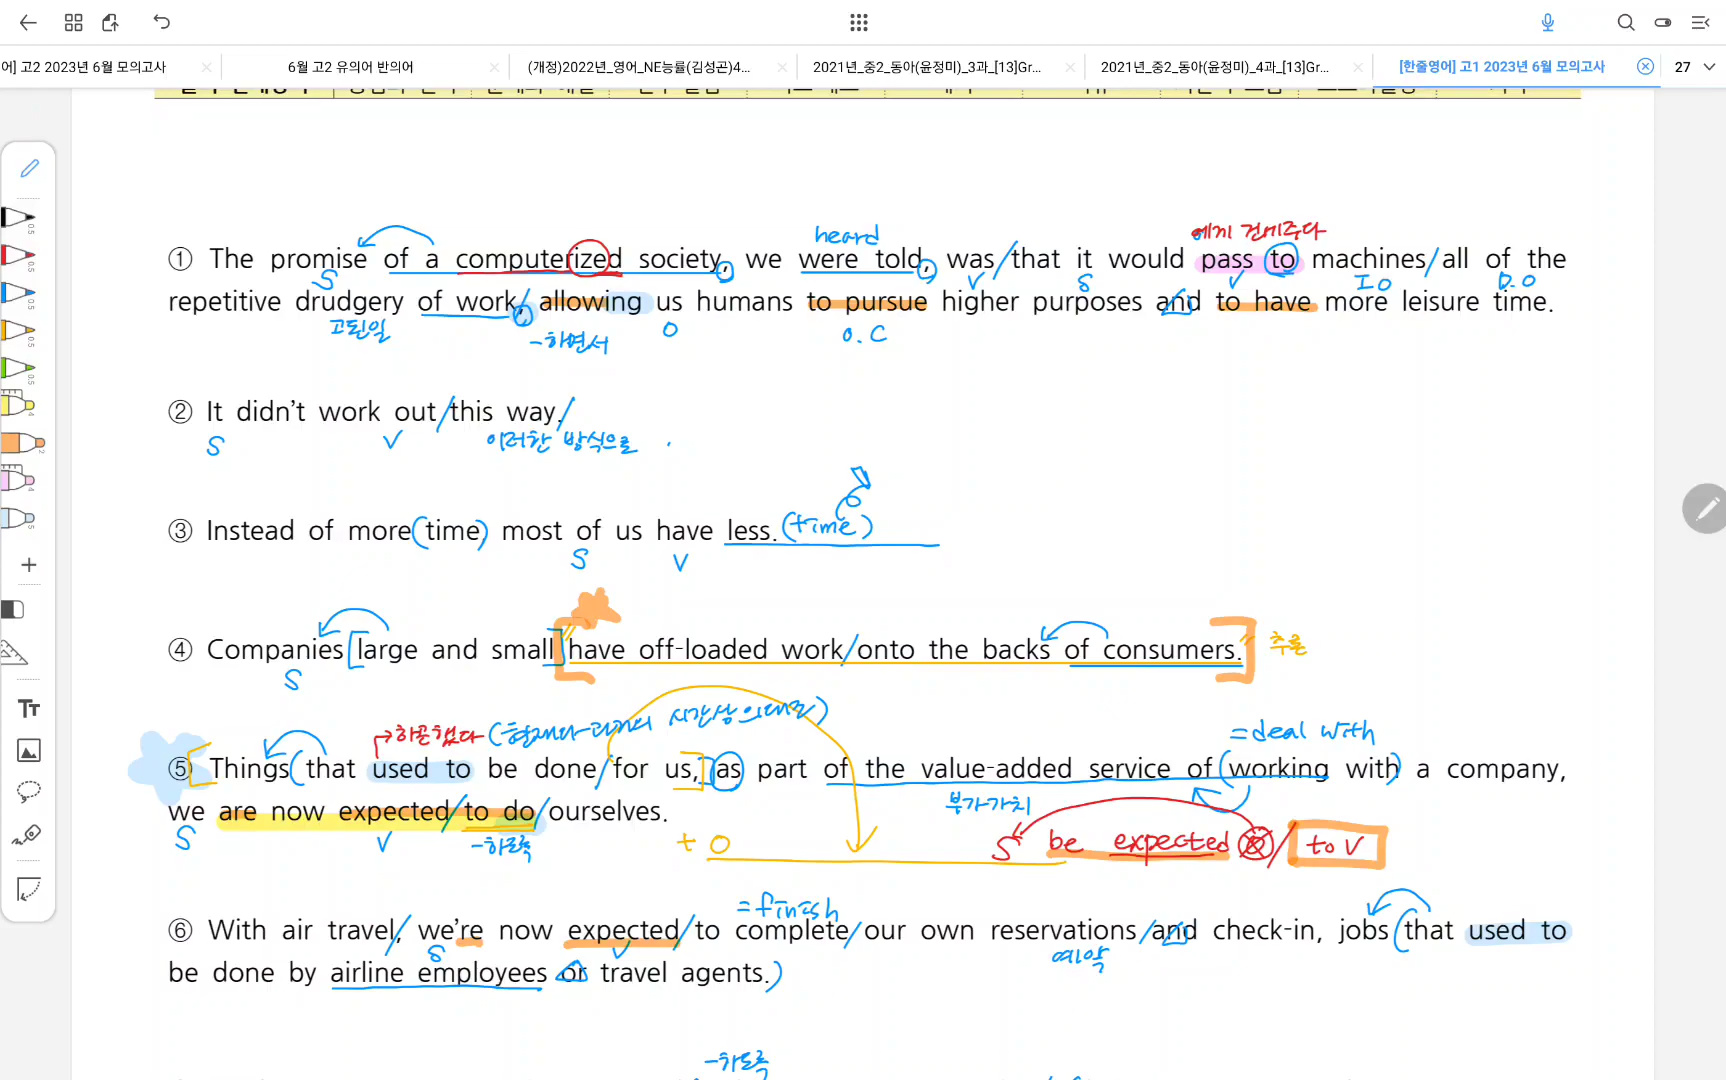 어] 고2 2023년 6월 모의고사
6월 고2 유의어 반의어
(개정)2022년_영어_NE능률(김성곤)4...
2021년_중2_동아(윤정미)_3과_[13]Gr...
2021년_중2_동아(윤정미)_4과_[13]Gr...
[한줄영어] 고1 2023년 6월 모의고사
27
heard
에게 건네주다
① The promise of a computerized society, we were told, was that it would pass to machines all of the
S V S V I.O D.O
repetitive drudgery of work, allowing us humans to pursue higher purposes and to have more leisure time.
고된일 -하면서 O O.C
② It didn't work out this way.
S V 이러한 방식으로
③ Instead of more (time) most of us have less. (time)
S V
④ Companies large and small have off-loaded work onto the backs of consumers. 추론
S
하곤했다
=deal with
⑤ Things that used to be done for us, as part of the value-added service of working with a company,
부가가치
we are now expected to do ourselves.
S V -하도록 + O S be expected to V
=finish
⑥ With air travel, we're now expected to complete our own reservations and check-in, jobs that used to
S V 예약
be done by airline employees or travel agents.
-하도록